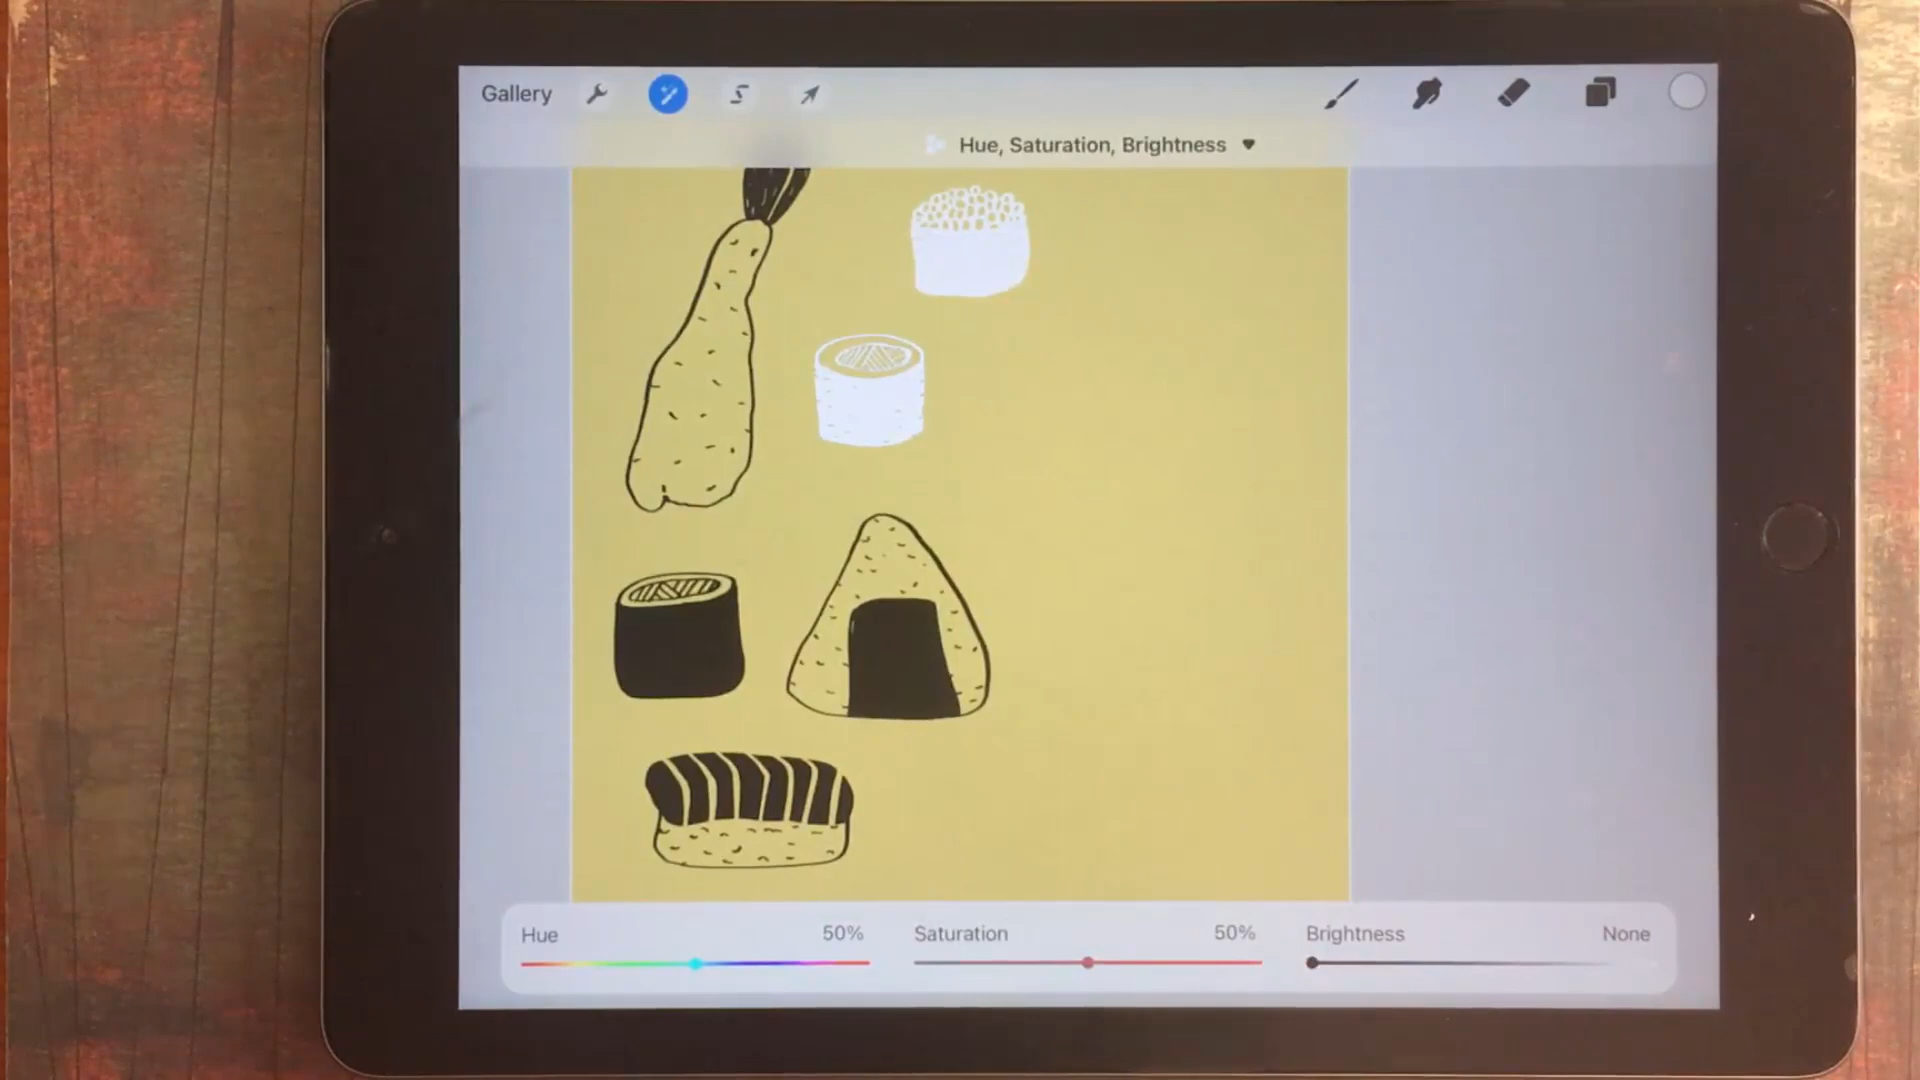 Gallery
Hue, Saturation, Brightness
Hue 50% Saturation 50% Brightness None